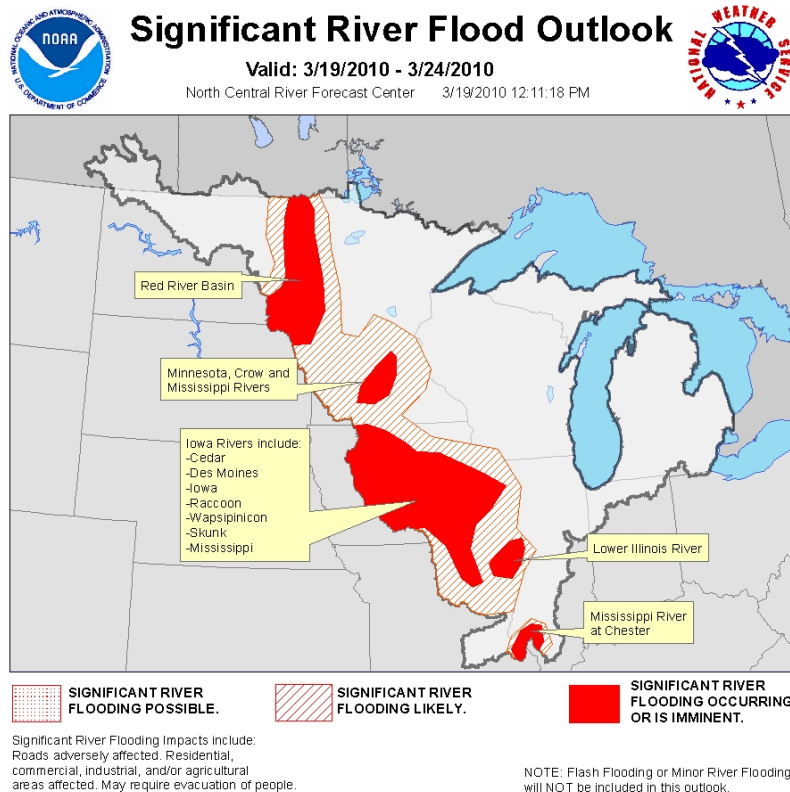 Significant River Flood Outlook
Valid: 3/19/2010 - 3/24/2010
North Central River Forecast Center 3/19/2010 12:11:18 PM
NATIONAL OCEANIC AND ATMOSPHERIC ADMINISTRATION
NOAA
U.S. DEPARTMENT OF COMMERCE
NATIONAL WEATHER SERVICE
Red River Basin
Minnesota, Crow and
Mississippi Rivers
Iowa Rivers include:
-Cedar
-Des Moines
-Iowa
-Raccoon
-Wapsipinicon
-Skunk
-Mississippi
Lower Illinois River
Mississippi River
at Chester
SIGNIFICANT RIVER
FLOODING POSSIBLE.
SIGNIFICANT RIVER
FLOODING LIKELY.
SIGNIFICANT RIVER
FLOODING OCCURRING
OR IS IMMINENT.
Significant River Flooding Impacts include:
Roads adversely affected. Residential,
commercial, industrial, and/or agricultural
areas affected. May require evacuation of people.
NOTE: Flash Flooding or Minor River Flooding
will NOT be included in this outlook.